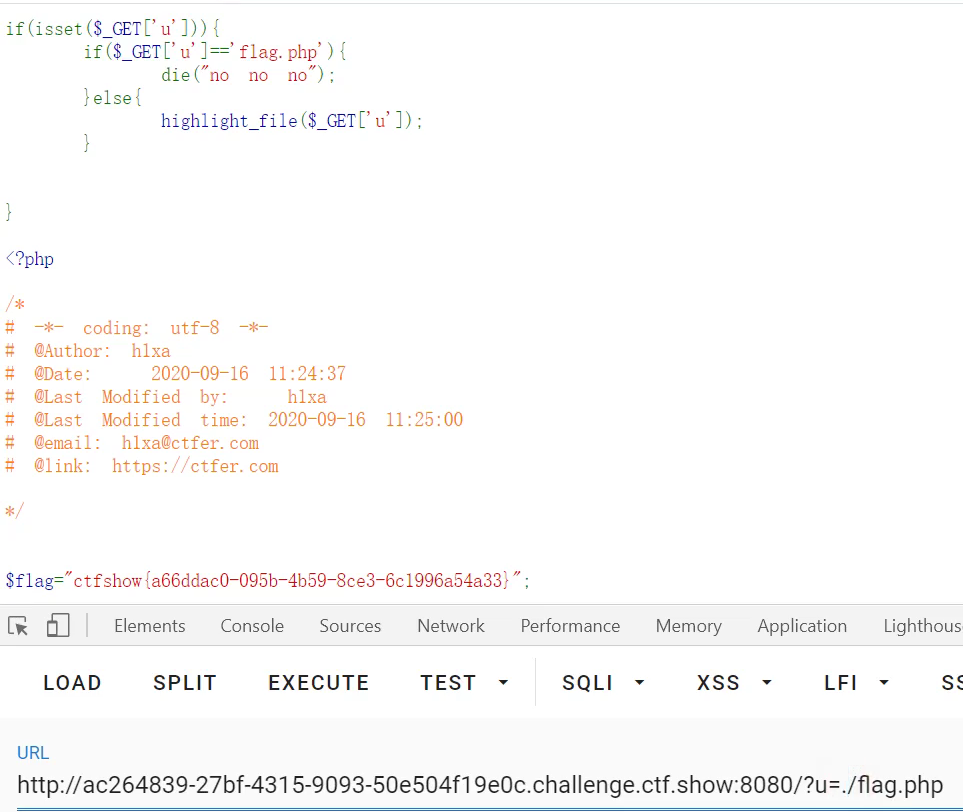 if(isset($_GET['u'])){
if($_GET['u']=='flag.php'){
die("no no no");
}else{
highlight_file($_GET['u']);
}
}
<?php
/*
# -*- coding: utf-8 -*-
# @Author: h1xa
# @Date: 2020-09-16 11:24:37
# @Last Modified by: h1xa
# @Last Modified time: 2020-09-16 11:25:00
# @email: h1xa@ctfer.com
# @link: https://ctfer.com
*/
$flag="ctfshow{a66ddac0-095b-4b59-8ce3-6c1996a54a33}";
Elements Console Sources Network Performance Memory Application Lighthous
LOAD SPLIT EXECUTE TEST SQLI XSS LFI SS
URL
http://ac264839-27bf-4315-9093-50e504f19e0c.challenge.ctf.show:8080/?u=./flag.php